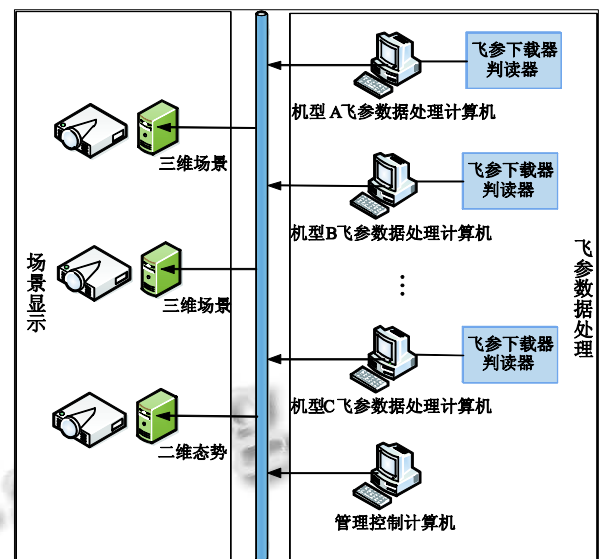 飞参下载器
判读器
机型 A飞参数据处理计算机
三维场景
飞参下载器
判读器
机型B飞参数据处理计算机
场景显示
飞参数据处理
三维场景
⋮
飞参下载器
判读器
机型C飞参数据处理计算机
二维态势
管理控制计算机